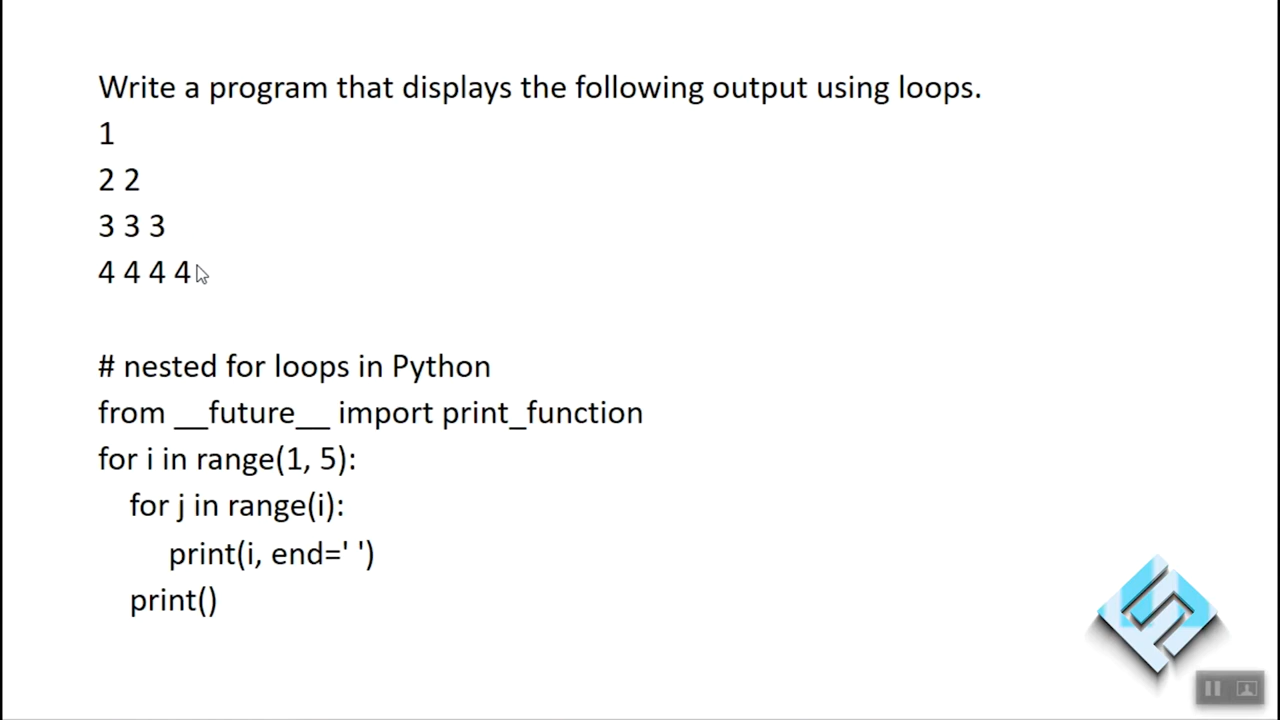 Write a program that displays the following output using loops.
1
2 2
3 3 3
4 4 4 4
# nested for loops in Python
from __future__ import print_function
for i in range(1, 5):
for j in range(i):
print(i, end=' ')
print()